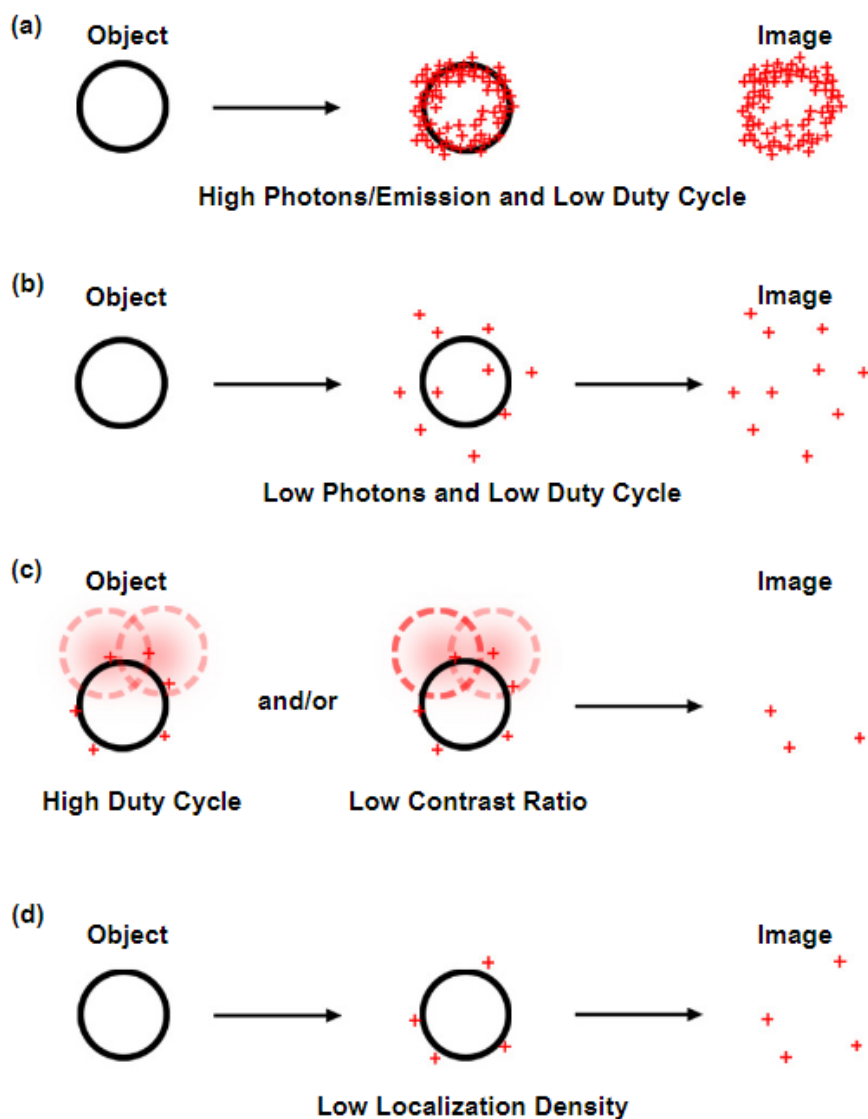 (a)
Object
Image
High Photons/Emission and Low Duty Cycle
(b)
Object
Image
Low Photons and Low Duty Cycle
(c)
Object
Image
and/or
High Duty Cycle
Low Contrast Ratio
(d)
Object
Image
Low Localization Density